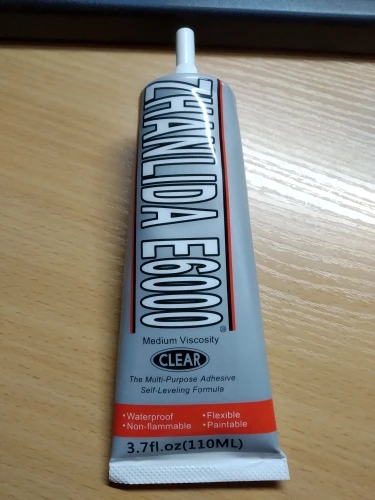 ZHANLIDA E6000®
Medium Viscosity
CLEAR
The Multi-Purpose Adhesive
Self-Leveling Formula
•Waterproof •Flexible
•Non-flammable •Paintable
3.7fl.oz(110ML)